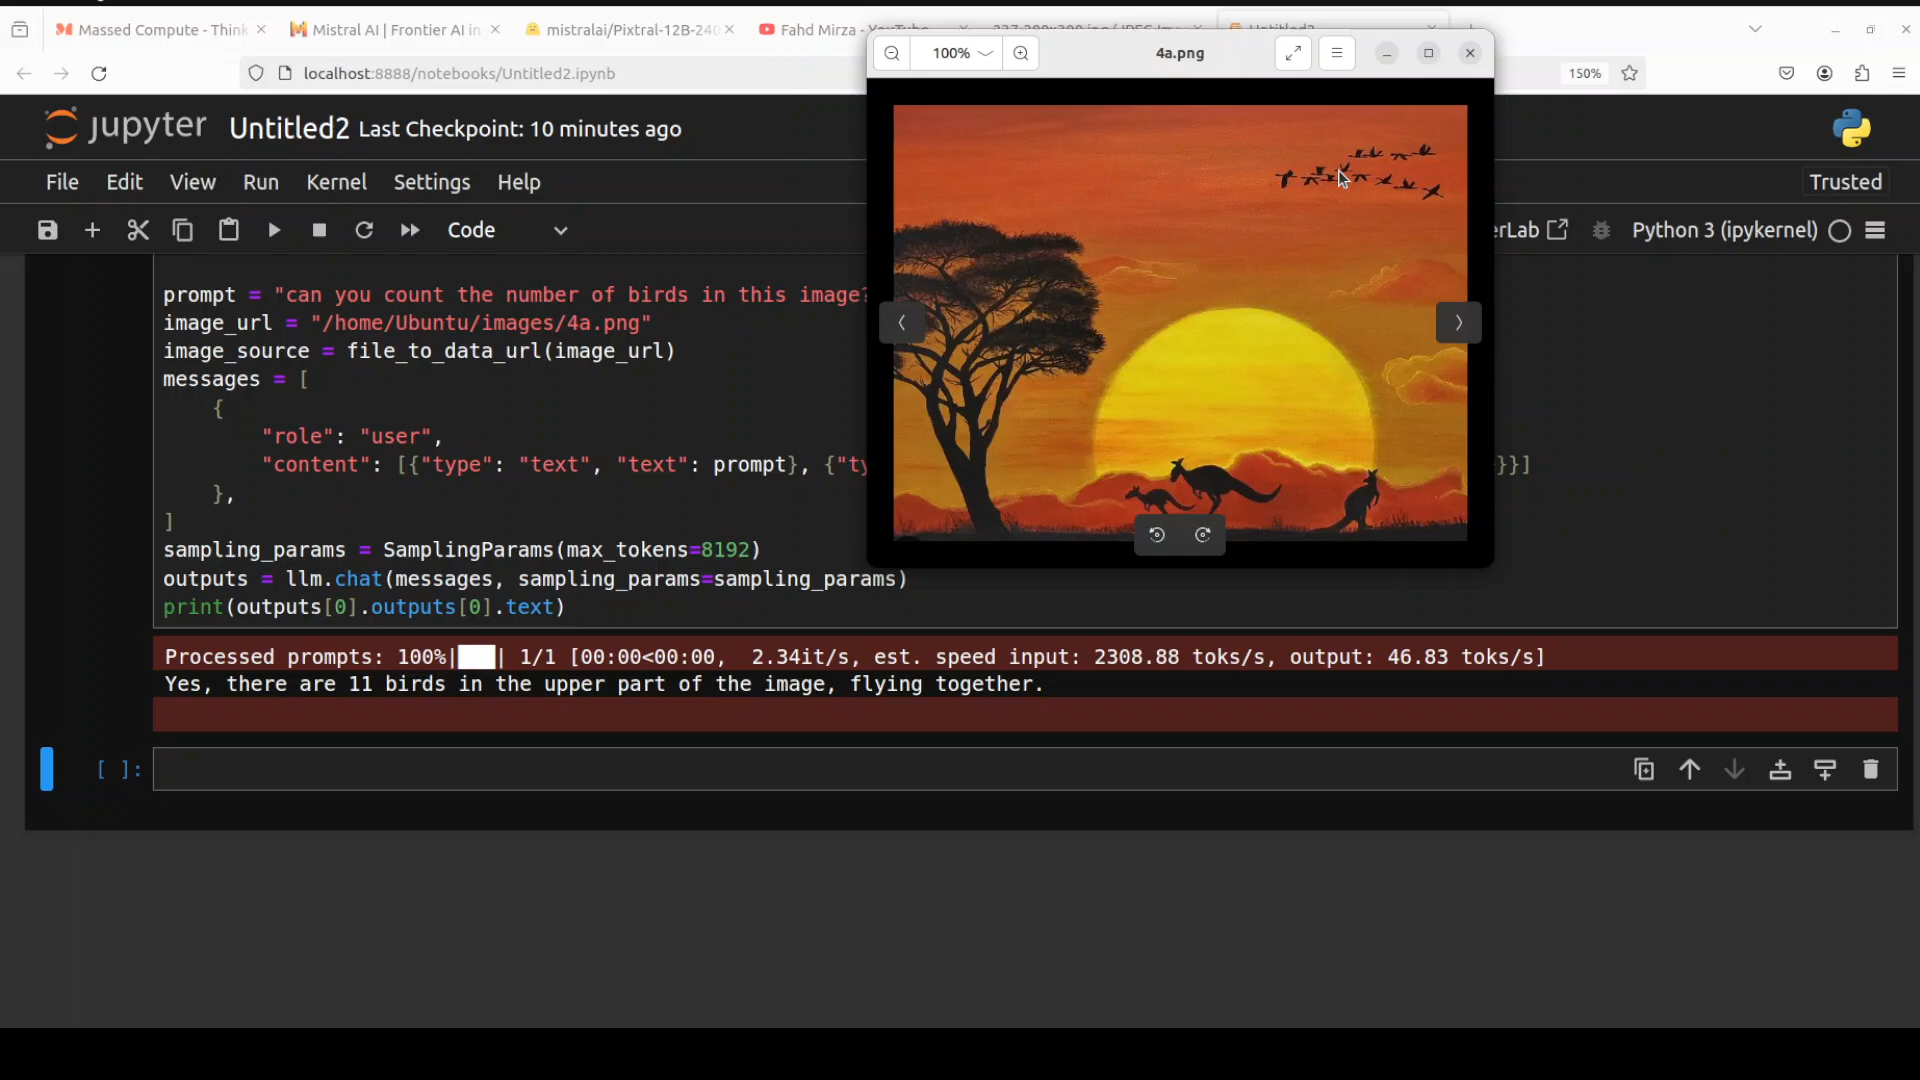 Massed Compute - Think
Mistral AI | Frontier AI in
mistralai/Pixtral-12B-240
Fahd Mirza - YouTube
Untitled2
localhost:8888/notebooks/Untitled2.ipynb
150%
100%
4a.png
jupyter
Untitled2 Last Checkpoint: 10 minutes ago
File Edit View Run Kernel Settings Help
Trusted
Code
erLab
Python 3 (ipykernel)
prompt = "can you count the number of birds in this image?
image_url = "/home/Ubuntu/images/4a.png"
image_source = file_to_data_url(image_url)
messages = [
{
"role": "user",
"content": [{"type": "text", "text": prompt}, {"ty
}}]
},
]
sampling_params = SamplingParams(max_tokens=8192)
outputs = llm.chat(messages, sampling_params=sampling_params)
print(outputs[0].outputs[0].text)
Processed prompts: 100%|███| 1/1 [00:00<00:00, 2.34it/s, est. speed input: 2308.88 toks/s, output: 46.83 toks/s]
Yes, there are 11 birds in the upper part of the image, flying together.
[ ]: